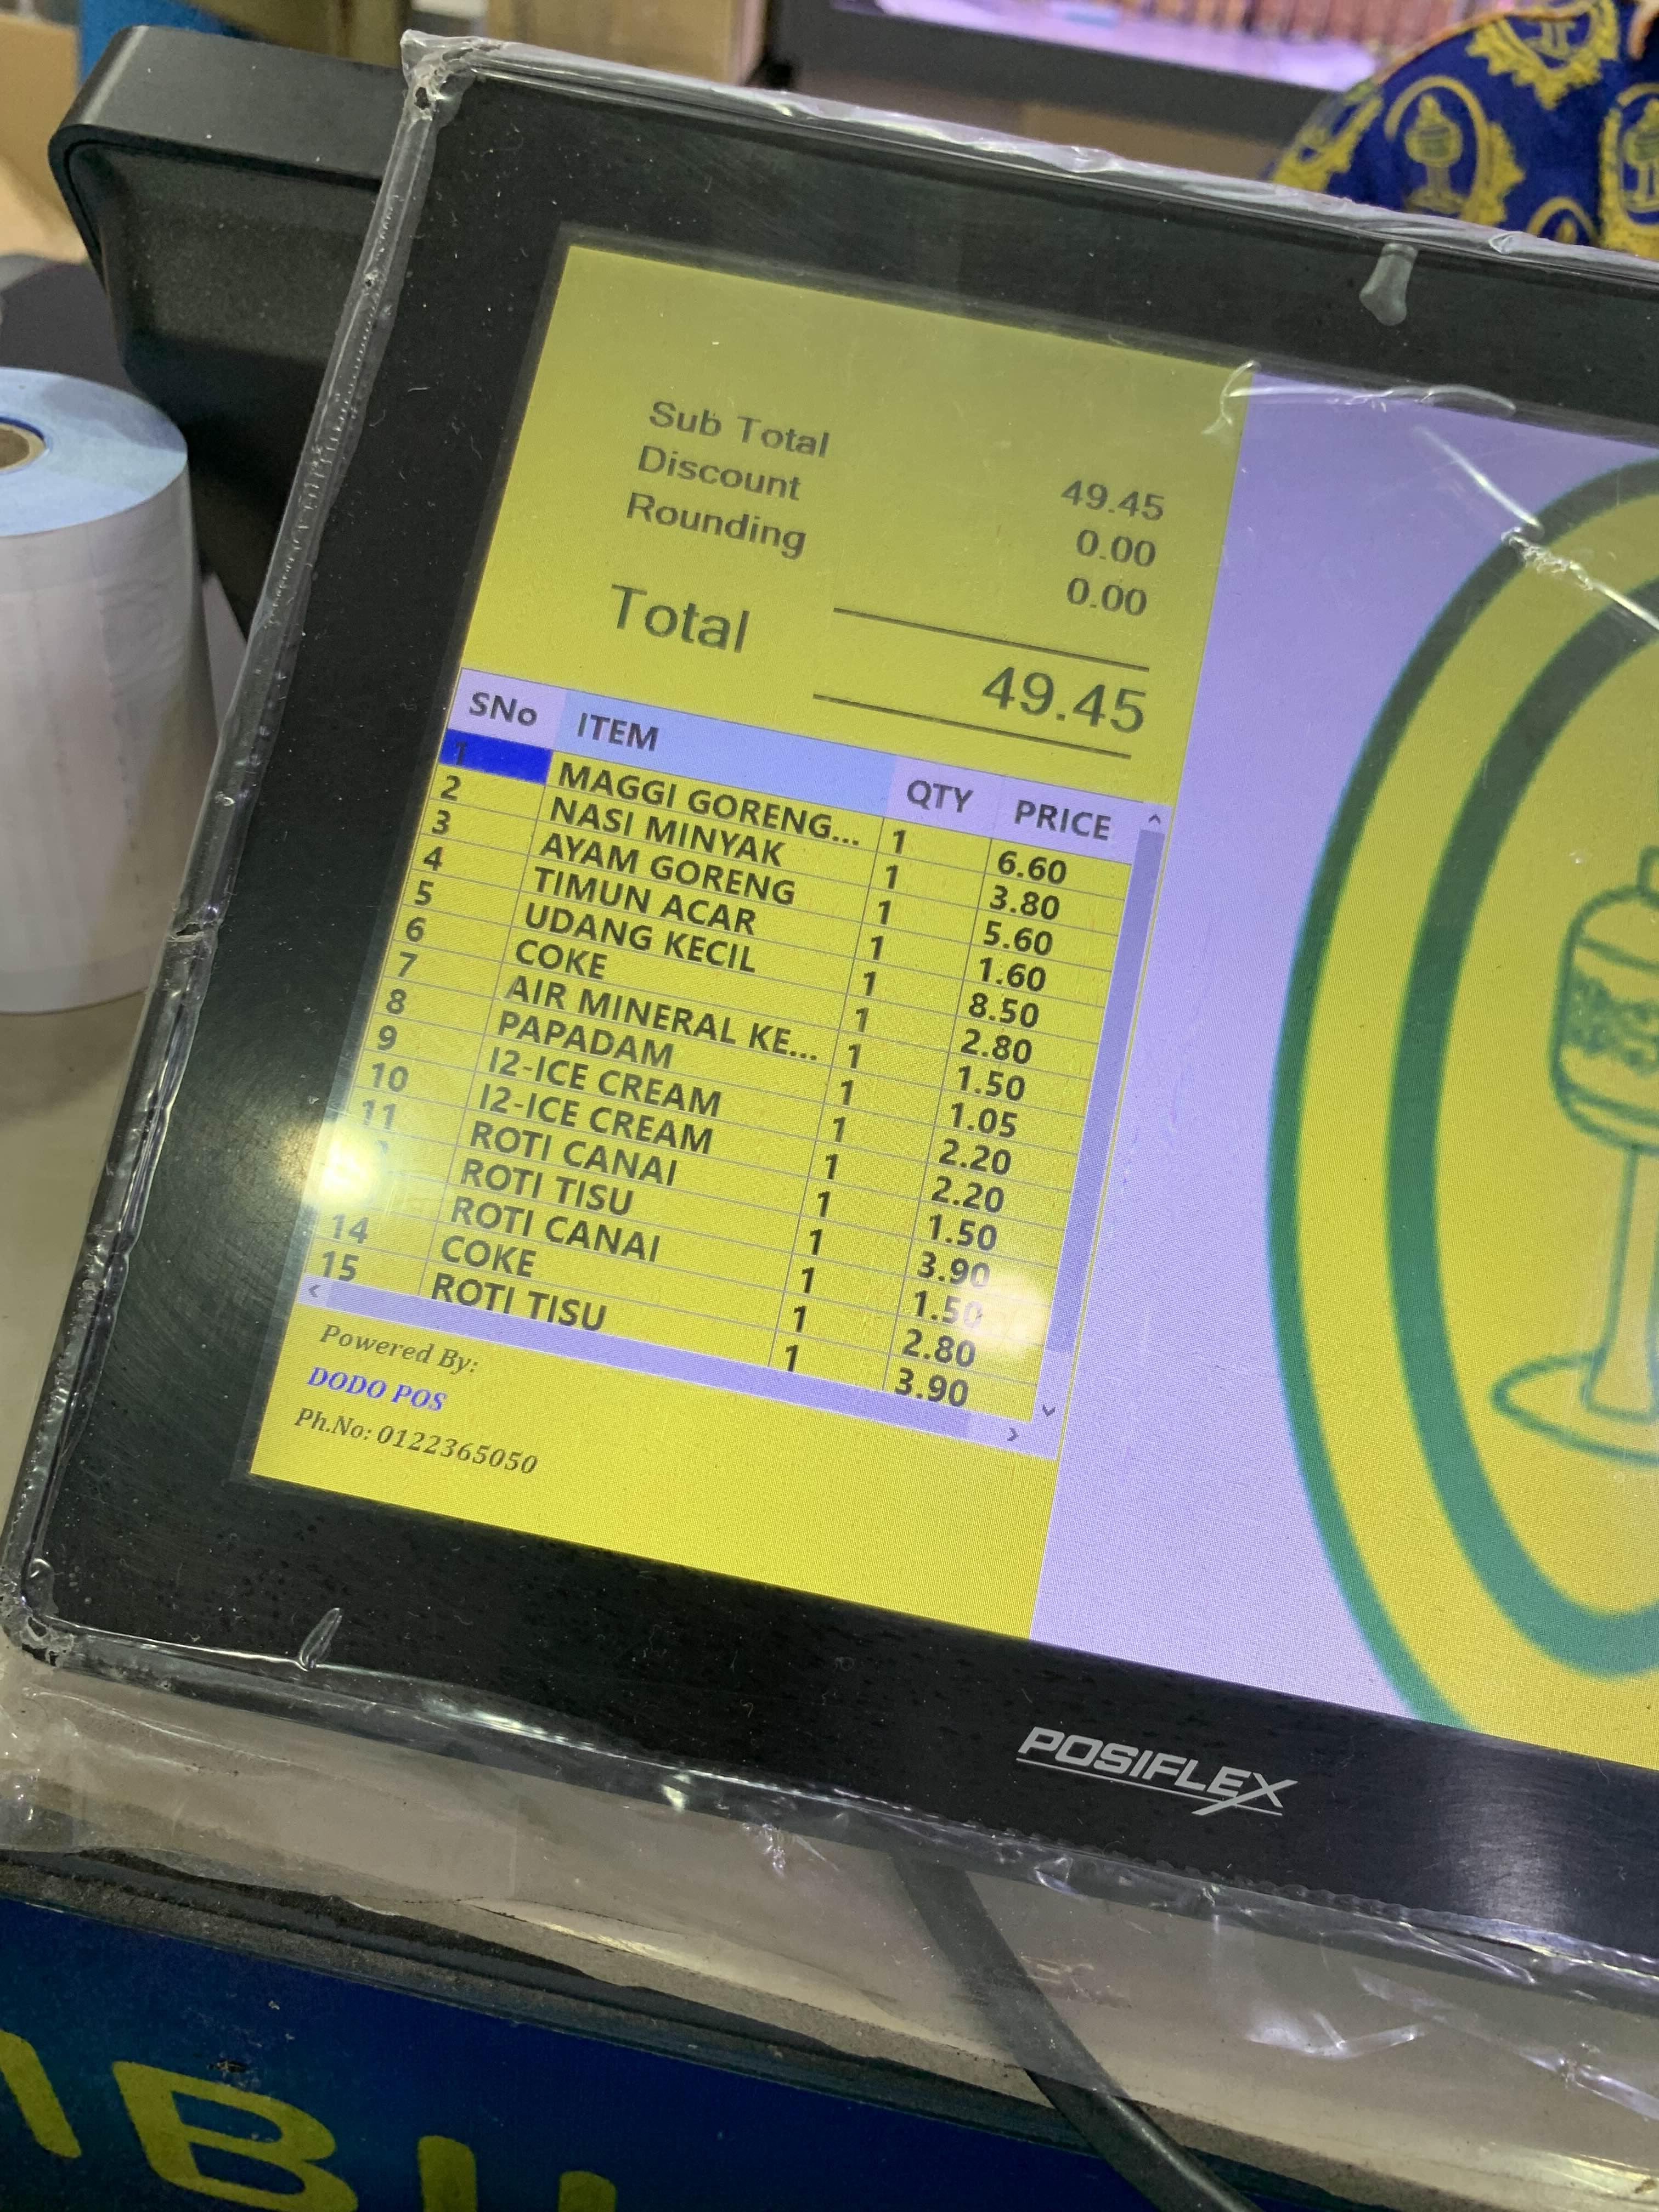 Sub Total 49.45
Discount 0.00
Rounding 0.00
Total 49.45
SNo ITEM QTY PRICE
1 MAGGI GORENG... 1 6.60
2 NASI MINYAK 1 3.80
3 AYAM GORENG 1 5.60
4 TIMUN ACAR 1 1.60
5 UDANG KECIL 1 8.50
6 COKE 1 2.80
7 AIR MINERAL KE... 1 1.50
8 PAPADAM 1 1.05
9 I2-ICE CREAM 1 2.20
10 I2-ICE CREAM 1 2.20
11 ROTI CANAI 1 1.50
ROTI TISU 1 3.90
ROTI CANAI 1 1.50
14 COKE 1 2.80
15 ROTI TISU 1 3.90
Powered By:
DODO POS
Ph.No: 0122365050
POSIFLEX